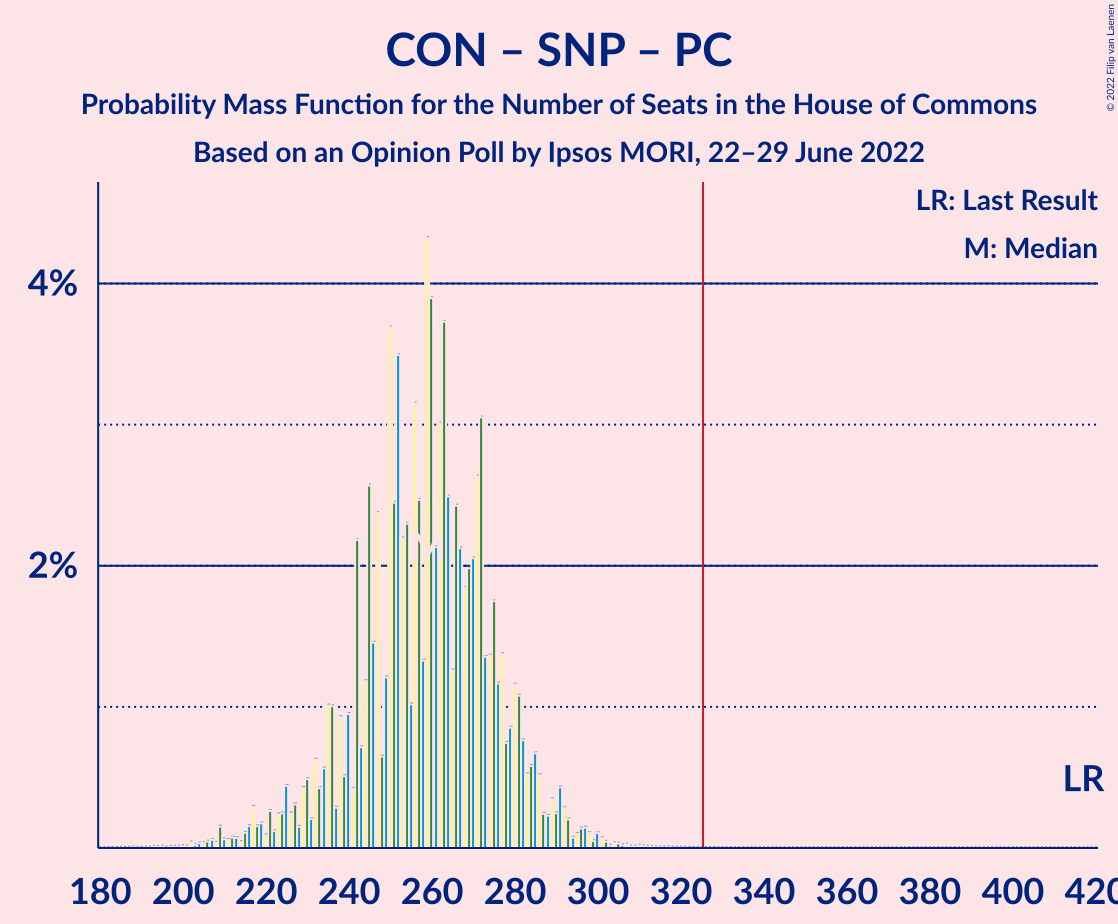 CON – SNP – PC
Probability Mass Function for the Number of Seats in the House of Commons
Based on an Opinion Poll by Ipsos MORI, 22–29 June 2022
© 2022 Filip van Laenen
LR: Last Result
M: Median
4%
2%
LR
180 200 220 240 260 280 300 320 340 360 380 400 420